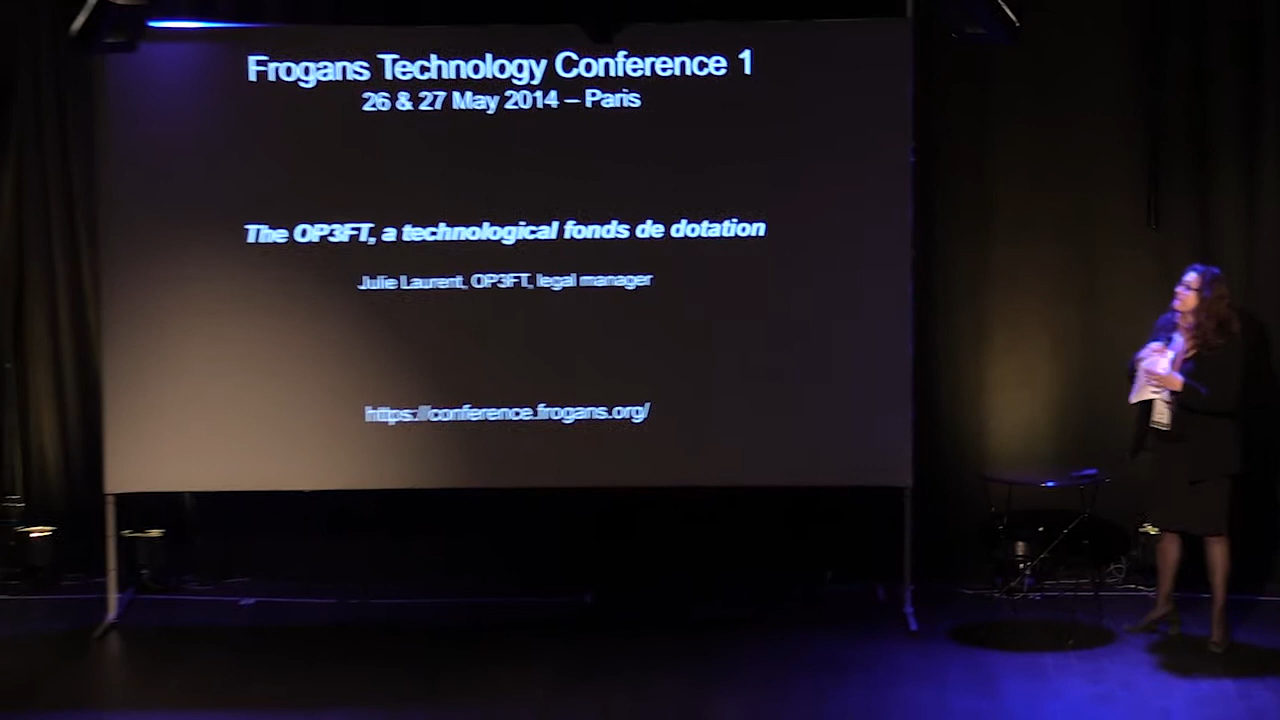 Frogans Technology Conference 1
26 & 27 May 2014 – Paris
The OP3FT, a technological fonds de dotation
Julie Laurent, OP3FT, legal manager
https://conference.frogans.org/